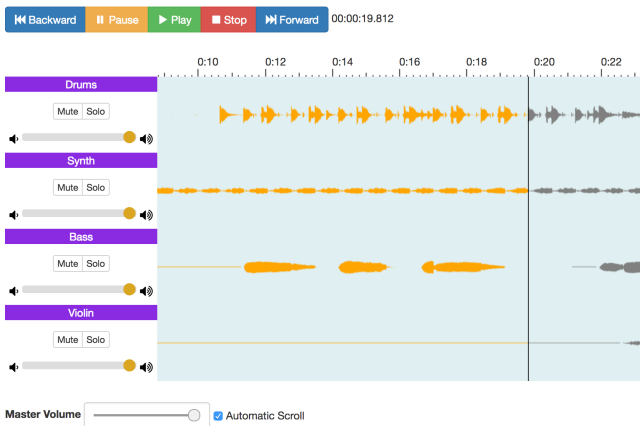 Backward Pause Play Stop Forward 00:00:19.812
0:10 0:12 0:14 0:16 0:18 0:20 0:22
Drums
Mute Solo
Synth
Mute Solo
Bass
Mute Solo
Violin
Mute Solo
Master Volume Automatic Scroll